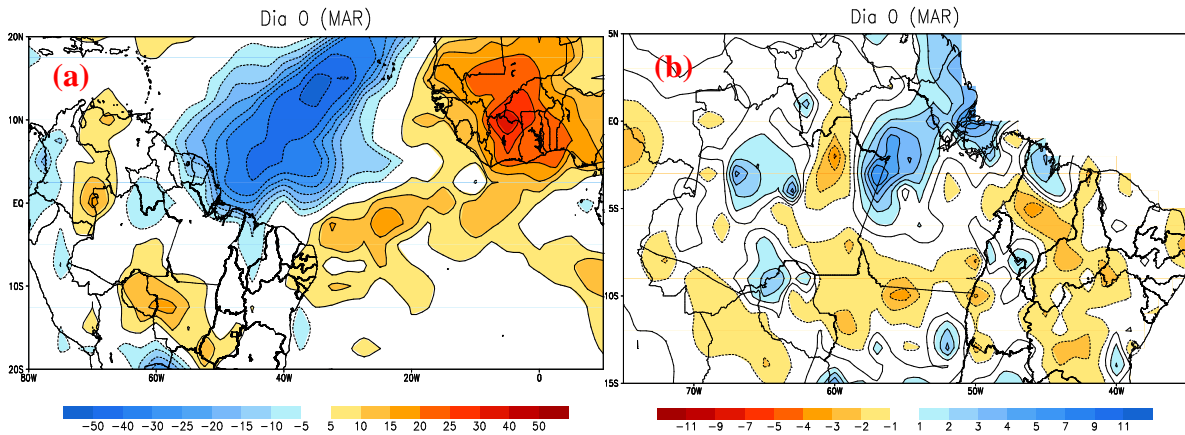 Dia 0 (MAR)
(a)
20N
10N
EQ
10S
20S
80W 60W 40W 20W 0
-50 -40 -30 -25 -20 -15 -10 -5 5 10 15 20 25 30 40 50
Dia 0 (MAR)
(b)
5N
EQ
5S
10S
15S
70W 60W 50W 40W
-11 -9 -7 -5 -4 -3 -2 -1 1 2 3 4 5 7 9 11